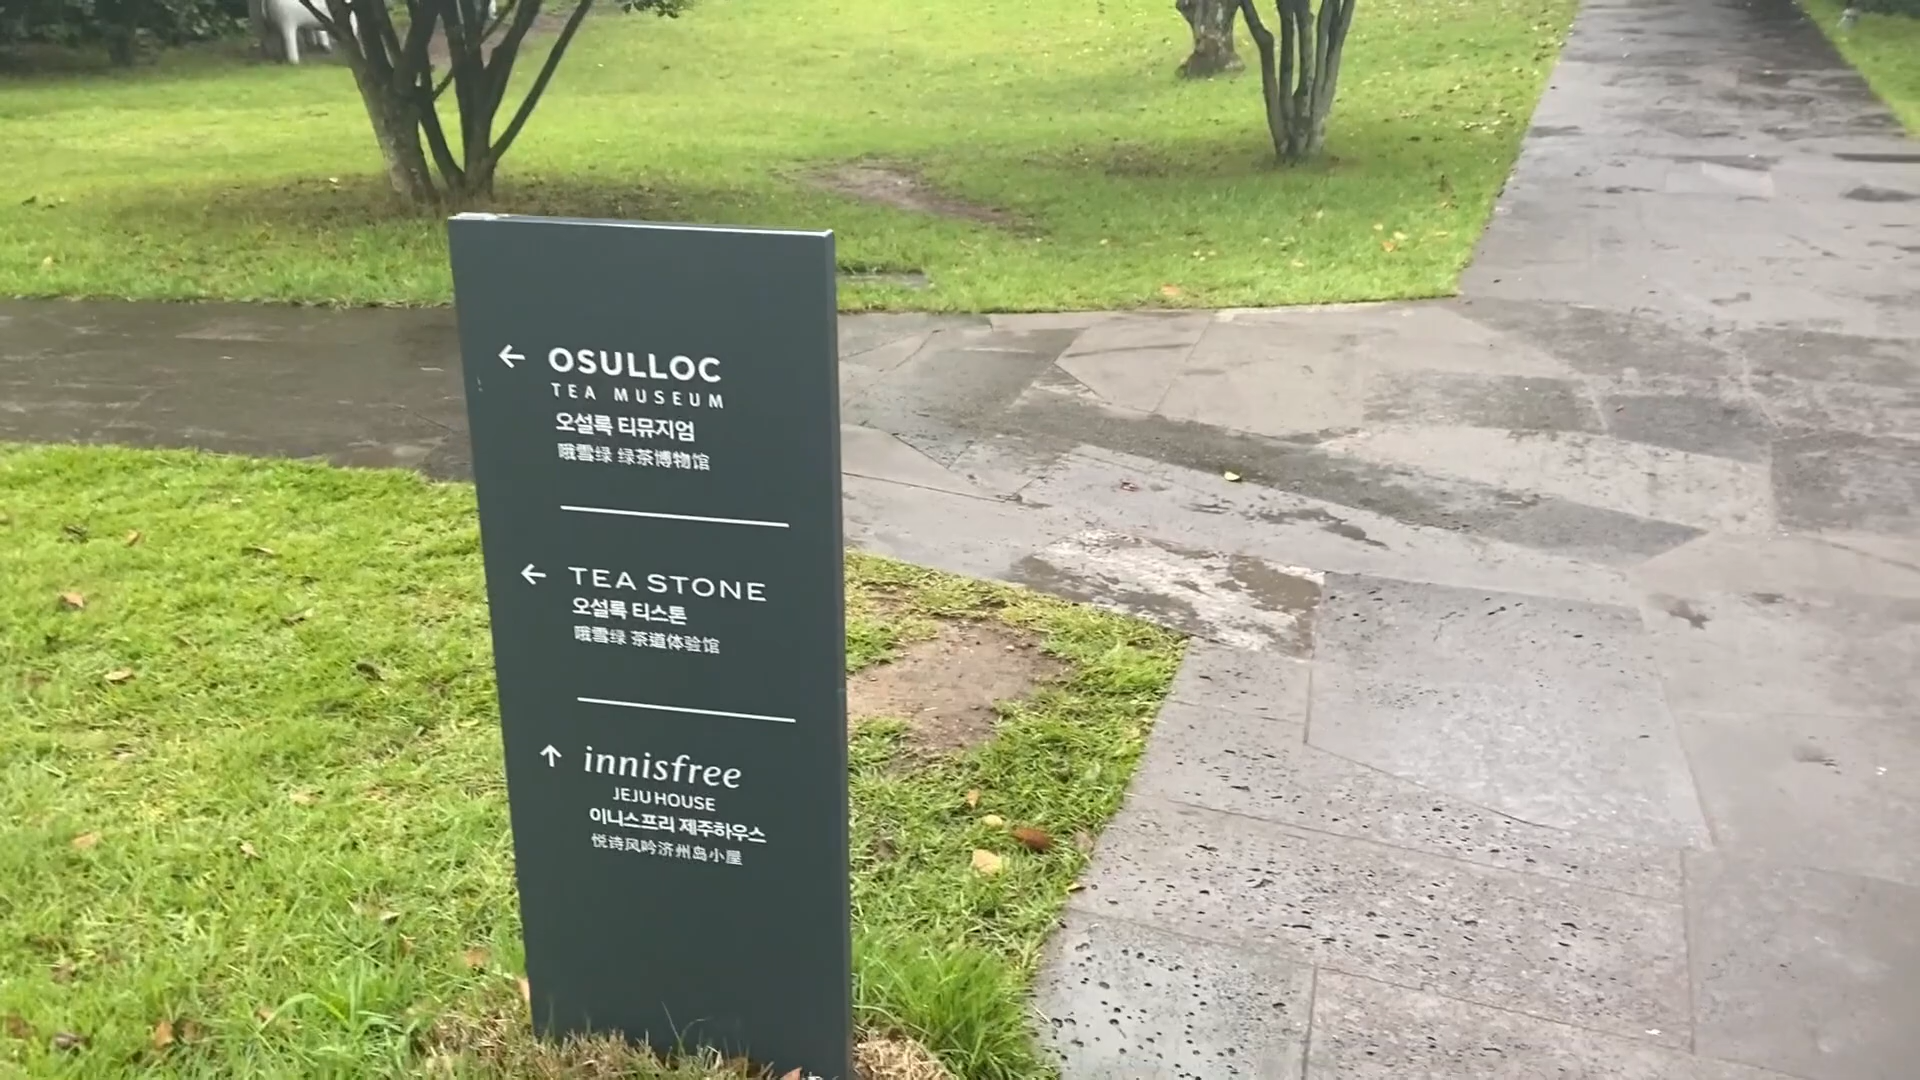 ← OSULLOC
TEA MUSEUM
오설록 티뮤지엄
哦雪绿 绿茶博物馆
← TEA STONE
오설록 티스톤
哦雪绿 茶道体验馆
↑ innisfree
JEJU HOUSE
이니스프리 제주하우스
悦诗风吟济州岛小屋